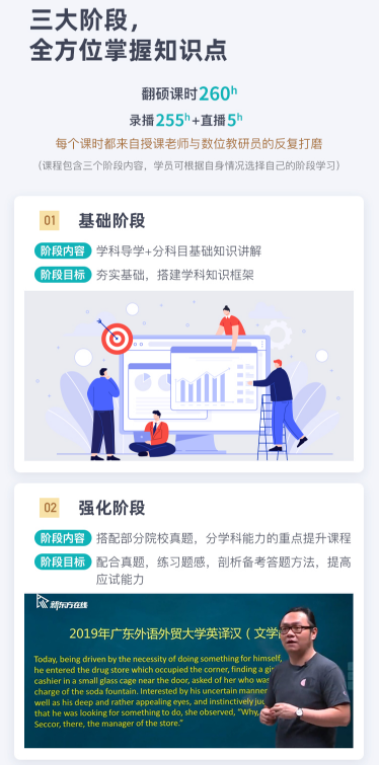 三大阶段，
全方位掌握知识点
翻硕课时260h
录播255h+直播5h
每个课时都来自授课老师与数位教研员的反复打磨
（课程包含三个阶段内容，学员可根据自身情况选择自己的阶段学习）
01 基础阶段
阶段内容 学科导学+分科目基础知识讲解
阶段目标 夯实基础，搭建学科知识框架
02 强化阶段
阶段内容 搭配部分院校真题，分学科能力的重点提升课程
阶段目标 配合真题，练习题感，剖析备考答题方法，提高
应试能力
新东方在线
2019年广东外语外贸大学英译汉（文学
Today, being driven by the necessity of doing something for himself,
he entered the drug store which occupied the corner, finding a
cashier in a small glass cage near the door, asked of her who was
charge of the soda fountain. Interested by his uncertain manner
well as his deep and rather appealing eyes, and instinctively
that he was looking for something to do, she observed, "Why,
Seccor, there, the manager of the store."